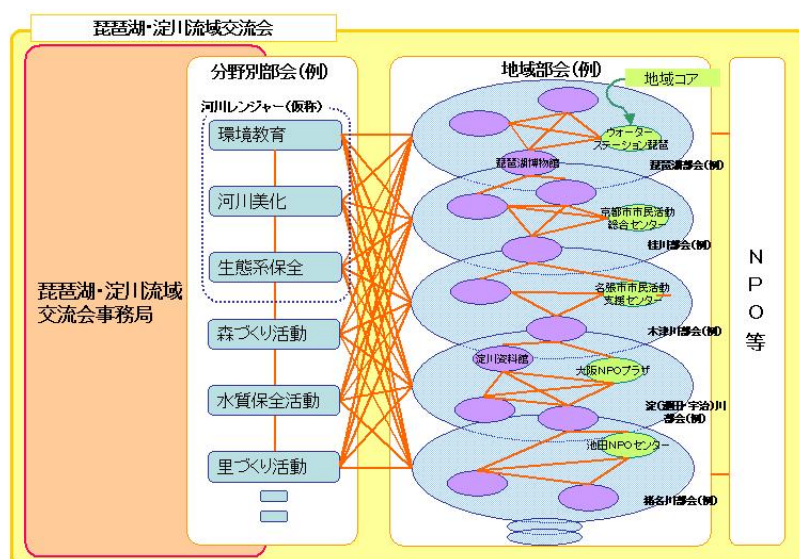 琵琶湖・淀川流域交流会
分野別部会(例)
地域部会(例)
地域コア
河川レンジャー(仮称)
環境教育
河川美化
生態系保全
森づくり活動
水質保全活動
里づくり活動
琵琶湖・淀川流域
交流会事務局
ウォーター
ステーション琵琶
琵琶湖博物館
琵琶湖部会(例)
京都市市民活動
総合センター
桂川部会(例)
名張市市民活動
支援センター
木津川部会(例)
淀川資料館
大阪NPOプラザ
淀(瀬田・宇治)川
部会(例)
池田NPOセンター
猪名川部会(例)
NPO等